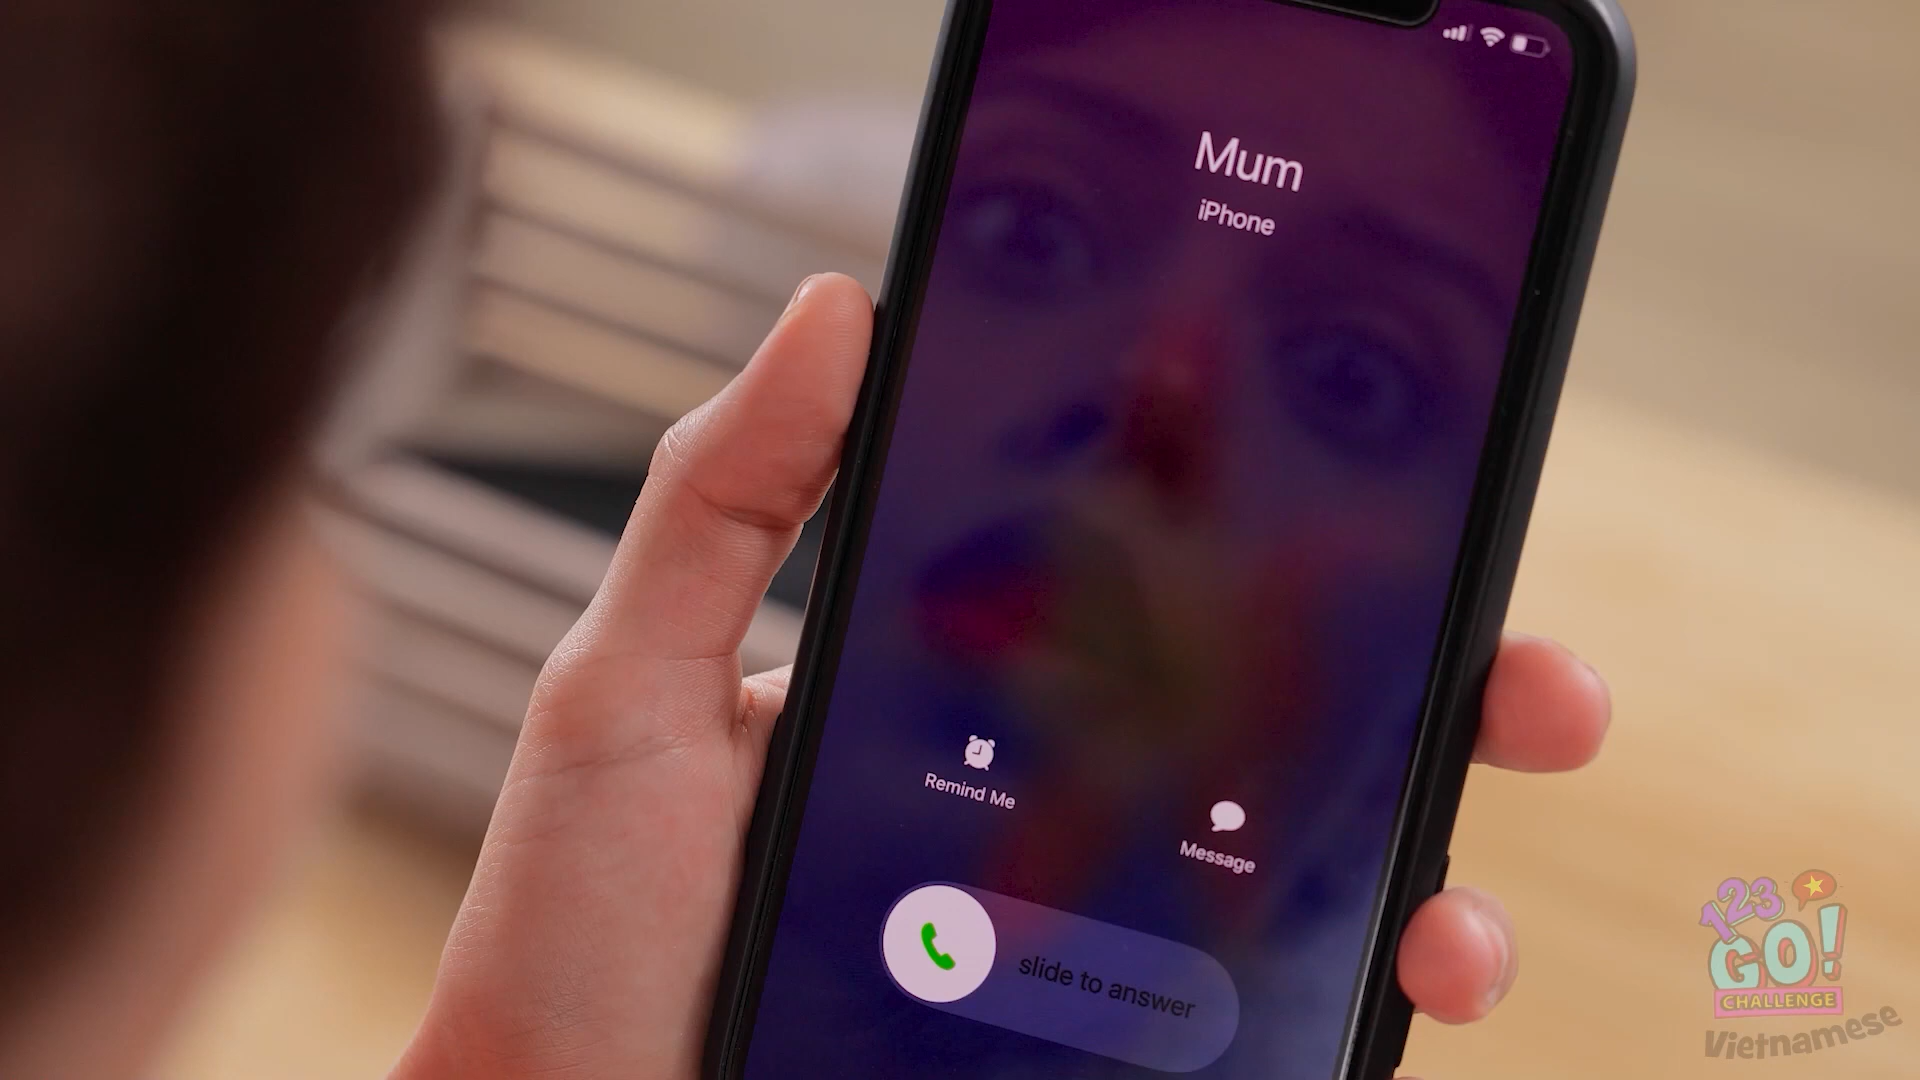 Mum
iPhone
Remind Me
Message
slide to answer
123
GO!
CHALLENGE
Vietnamese